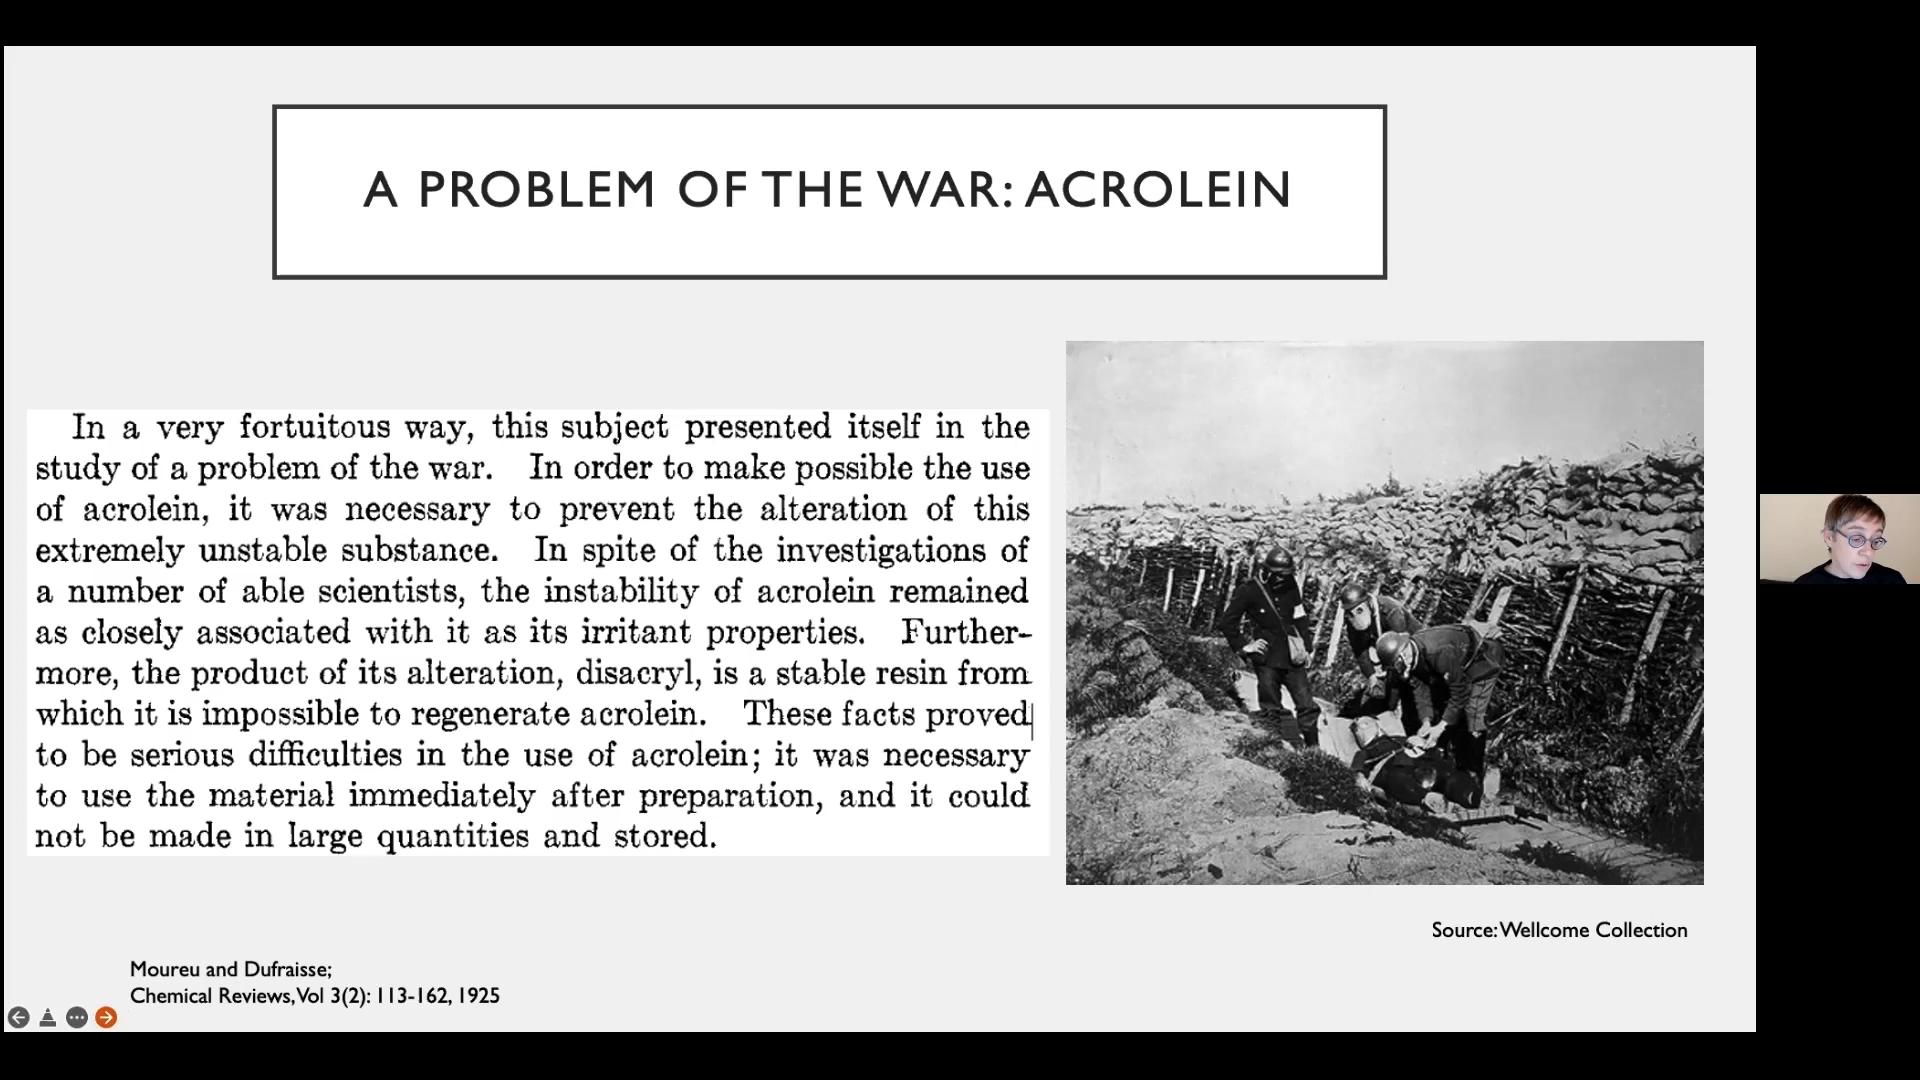 A PROBLEM OF THE WAR: ACROLEIN
In a very fortuitous way, this subject presented itself in the
study of a problem of the war. In order to make possible the use
of acrolein, it was necessary to prevent the alteration of this
extremely unstable substance. In spite of the investigations of
a number of able scientists, the instability of acrolein remained
as closely associated with it as its irritant properties. Further-
more, the product of its alteration, disacryl, is a stable resin from
which it is impossible to regenerate acrolein. These facts proved
to be serious difficulties in the use of acrolein; it was necessary
to use the material immediately after preparation, and it could
not be made in large quantities and stored.
Source: Wellcome Collection
Moureu and Dufraisse;
Chemical Reviews, Vol 3(2): 113-162, 1925